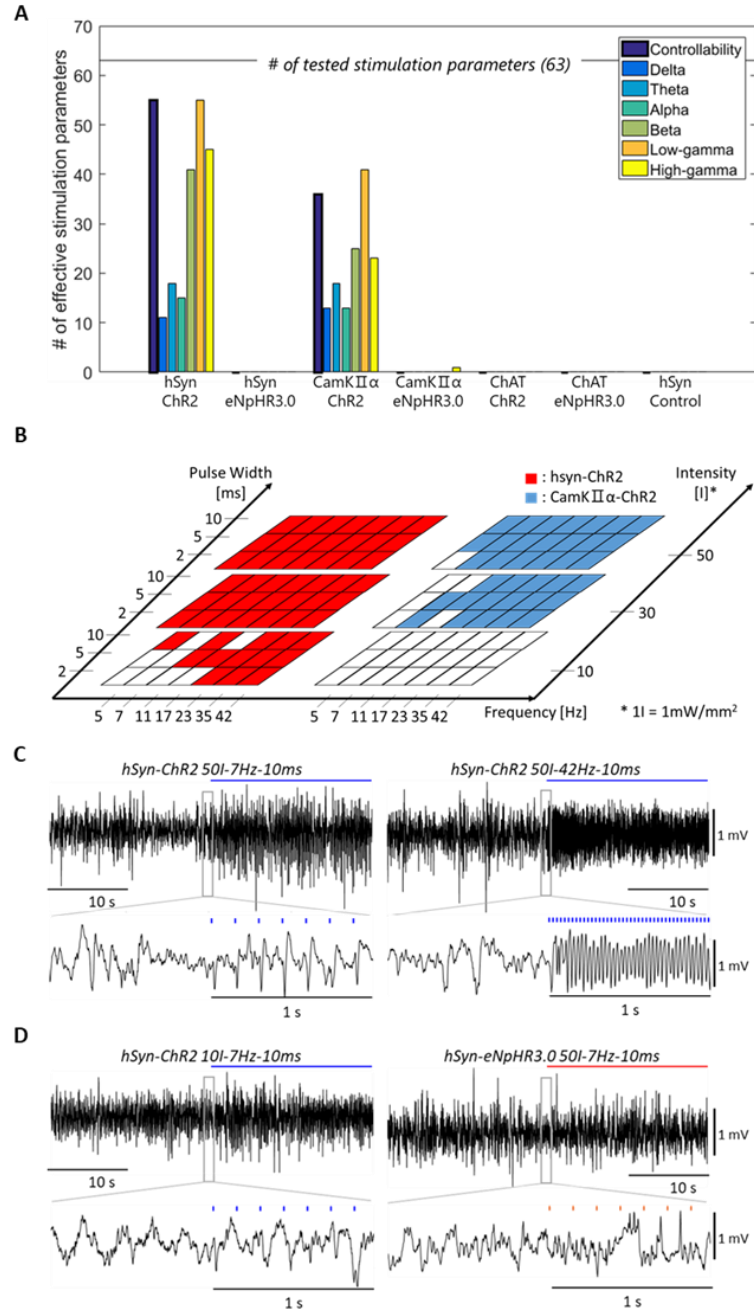 A
70
60
50
40
30
20
10
0
# of effective stimulation parameters
# of tested stimulation parameters (63)
Controllability
Delta
Theta
Alpha
Beta
Low-gamma
High-gamma
hSyn ChR2
hSyn eNpHR3.0
CamKⅡα ChR2
CamKⅡα eNpHR3.0
ChAT ChR2
ChAT eNpHR3.0
hSyn Control
B
Pulse Width [ms]
: hsyn-ChR2
: CamKⅡα-ChR2
Intensity [I]*
10
5
2
10
5
2
10
5
2
50
30
10
5 7 11 17 23 35 42
5 7 11 17 23 35 42
Frequency [Hz]
* 1I = 1mW/mm²
C
hSyn-ChR2 50I-7Hz-10ms
hSyn-ChR2 50I-42Hz-10ms
1 mV
10 s
10 s
1 mV
1 s
1 s
D
hSyn-ChR2 10I-7Hz-10ms
hSyn-eNpHR3.0 50I-7Hz-10ms
1 mV
10 s
10 s
1 mV
1 s
1 s